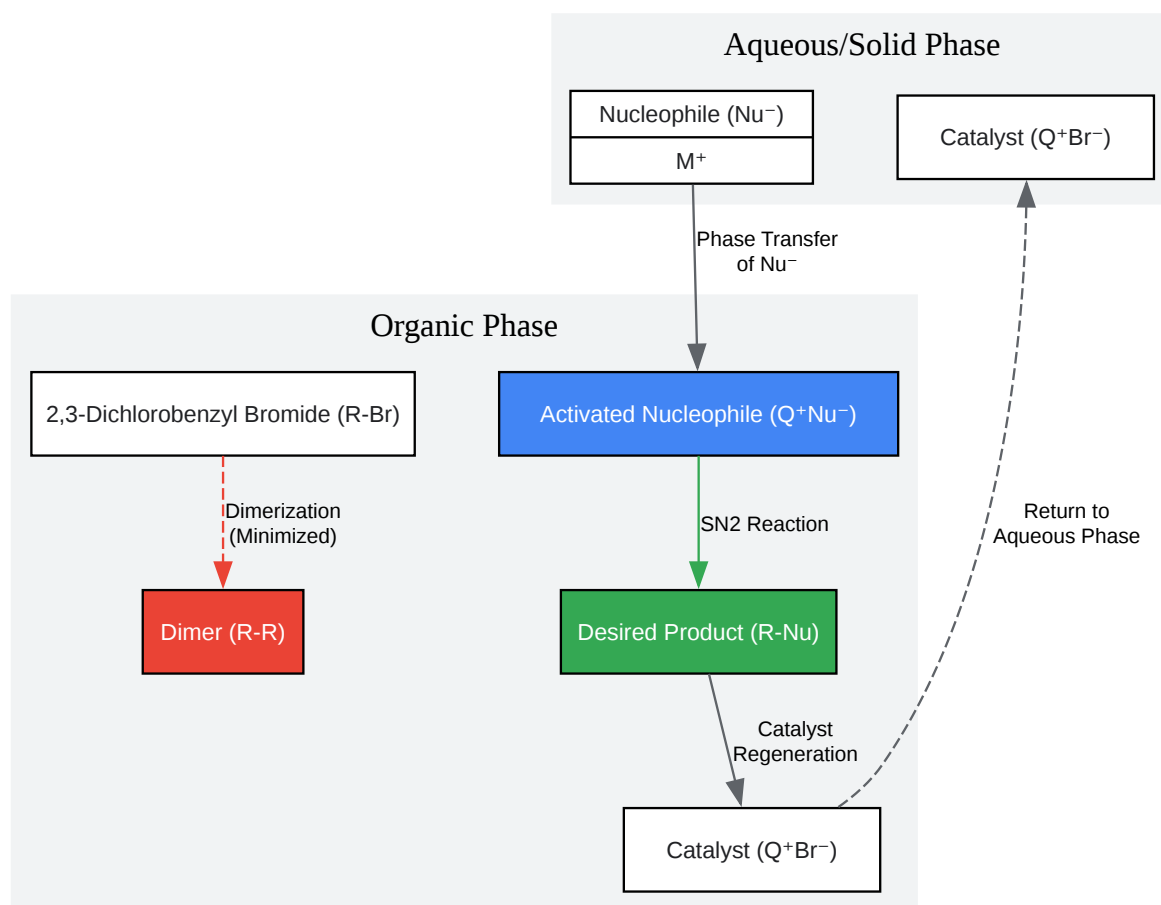 Aqueous/Solid Phase
Nucleophile (Nu⁻)
M⁺
Catalyst (Q⁺Br⁻)
Phase Transfer
of Nu⁻
Organic Phase
2,3-Dichlorobenzyl Bromide (R-Br)
Activated Nucleophile (Q⁺Nu⁻)
Dimerization
(Minimized)
SN2 Reaction
Return to
Aqueous Phase
Dimer (R-R)
Desired Product (R-Nu)
Catalyst
Regeneration
Catalyst (Q⁺Br⁻)